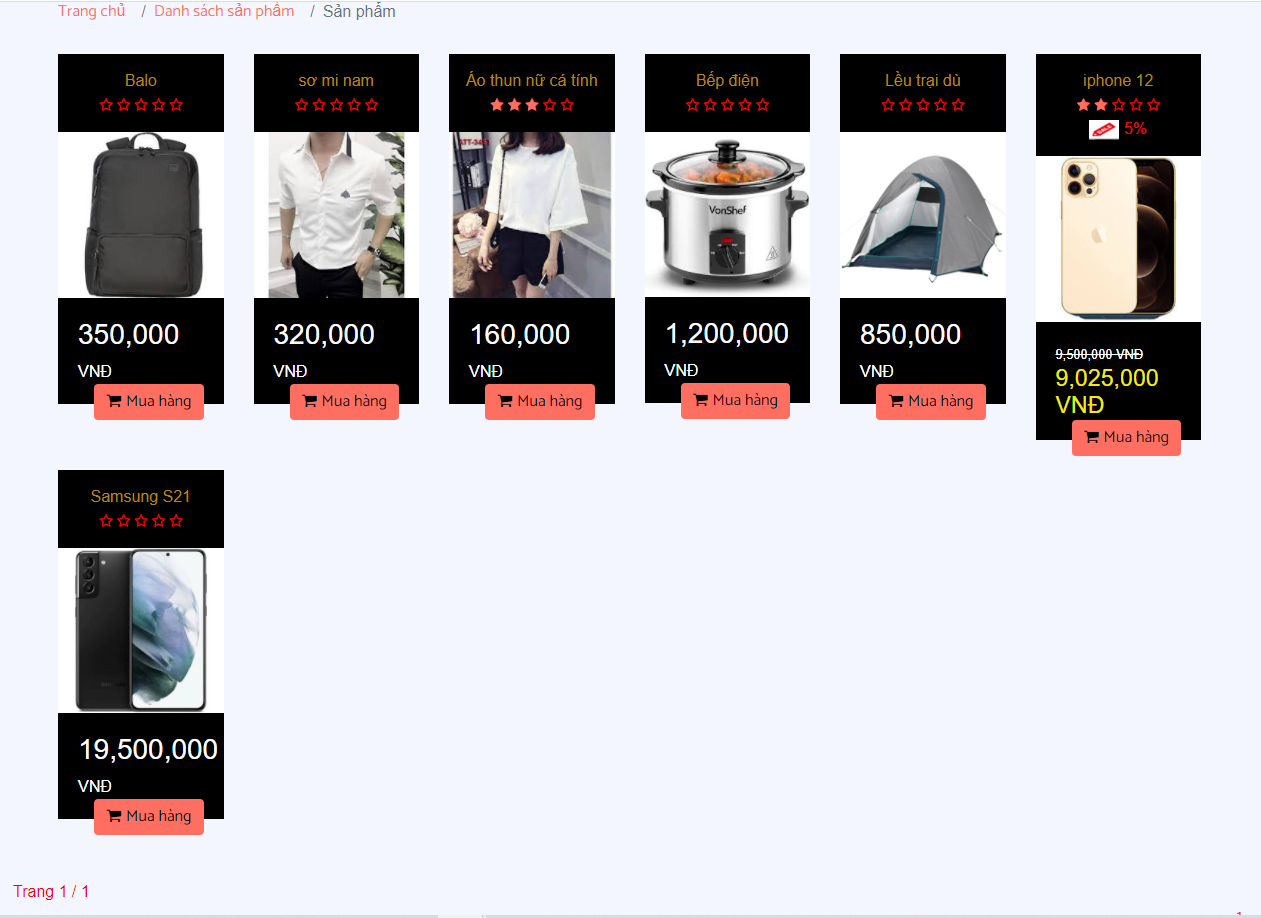 Trang chủ / Danh sách sản phẩm / Sản phẩm
Balo
sơ mi nam
Áo thun nữ cá tính
Bếp điện
Lều trại dù
iphone 12
SALE 5%
VonShef
350,000
VNĐ
Mua hàng
320,000
VNĐ
Mua hàng
160,000
VNĐ
Mua hàng
1,200,000
VNĐ
Mua hàng
850,000
VNĐ
Mua hàng
9,500,000 VNĐ
9,025,000
VNĐ
Mua hàng
Samsung S21
19,500,000
VNĐ
Mua hàng
Trang 1 / 1
1